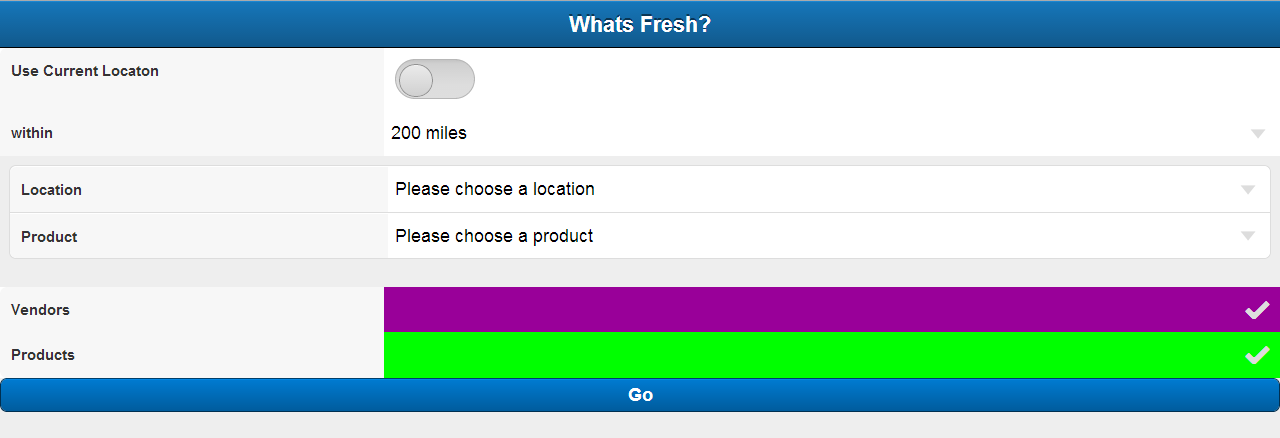 Whats Fresh?
Use Current Locaton
within 200 miles
Location Please choose a location
Product Please choose a product
Vendors
Products
Go